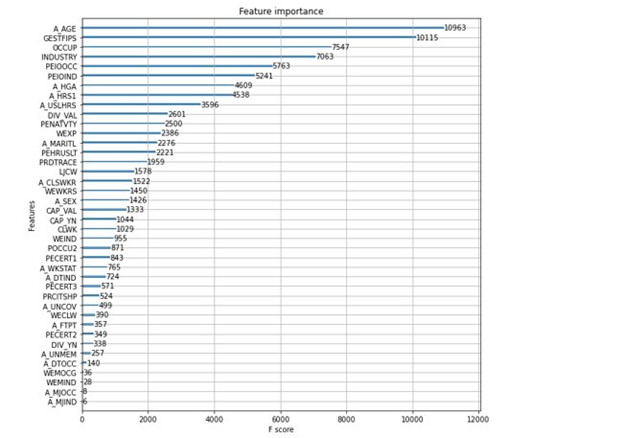 Feature importance
A_AGE 10963
GESTFIPS 10115
OCCUP 7547
INDUSTRY 7063
PEIOOCC 5763
PEIOIND 5241
A_HGA 4609
A_HRS1 4538
A_USLHRS 3596
DIV_VAL 2601
PENATVTY 2500
WEXP 2386
A_MARITL 2276
PEHRUSLT 2221
PRDTRACE 1959
LJCW 1578
A_CLSWKR 1522
WEWKRS 1450
A_SEX 1426
CAP_VAL 1333
CAP_YN 1044
CLWK 1029
WEIND 955
POCCU2 871
PECERT1 843
A_WKSTAT 765
A_DTIND 724
PECERT3 571
PRCITSHP 524
A_UNCOV 499
WECLW 390
A_FTPT 357
PECERT2 349
DIV_YN 338
A_UNMEM 257
A_DTOCC 140
WEMOCG 36
WEMIND 28
A_MJOCC 8
A_MJIND 6
Features
0 2000 4000 6000 8000 10000 12000
F score